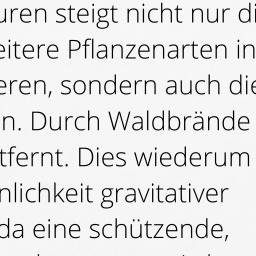 uren steigt nicht nur di
eitere Pflanzenarten in
eren, sondern auch die
n. Durch Waldbrände
tfernt. Dies wiederum
nlichkeit gravitativer
da eine schützende,